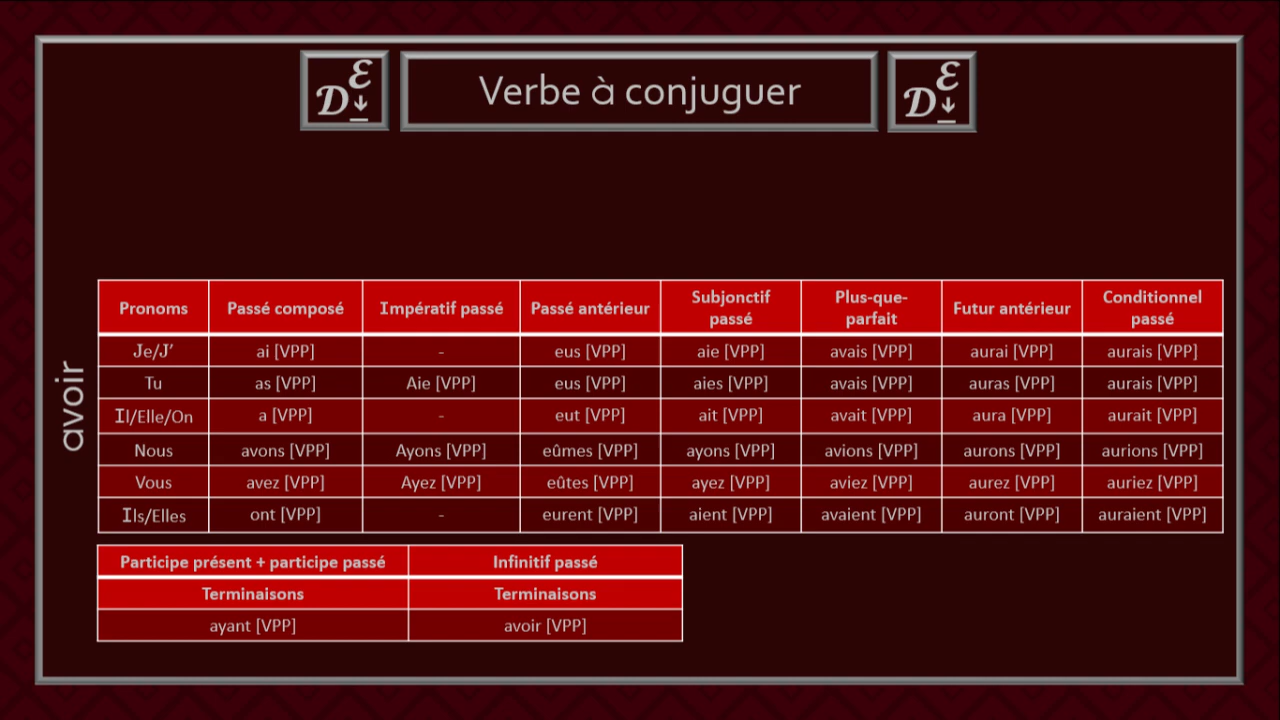 D E
Verbe à conjuguer
D E
avoir
Pronoms Passé composé Impératif passé Passé antérieur Subjonctif passé Plus-que-parfait Futur antérieur Conditionnel passé
Je/J’ ai [VPP] - eus [VPP] aie [VPP] avais [VPP] aurai [VPP] aurais [VPP]
Tu as [VPP] Aie [VPP] eus [VPP] aies [VPP] avais [VPP] auras [VPP] aurais [VPP]
Il/Elle/On a [VPP] - eut [VPP] ait [VPP] avait [VPP] aura [VPP] aurait [VPP]
Nous avons [VPP] Ayons [VPP] eûmes [VPP] ayons [VPP] avions [VPP] aurons [VPP] aurions [VPP]
Vous avez [VPP] Ayez [VPP] eûtes [VPP] ayez [VPP] aviez [VPP] aurez [VPP] auriez [VPP]
Ils/Elles ont [VPP] - eurent [VPP] aient [VPP] avaient [VPP] auront [VPP] auraient [VPP]
Participe présent + participe passé Infinitif passé
Terminaisons Terminaisons
ayant [VPP] avoir [VPP]